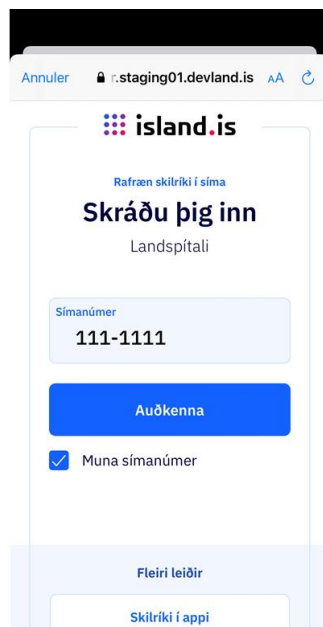 Annuler r.staging01.devland.is AA
island.is
Rafræn skilríki í síma
Skráðu þig inn
Landspítali
Símanúmer
111-1111
Auðkenna
Muna símanúmer
Fleiri leiðir
Skilríki í appi